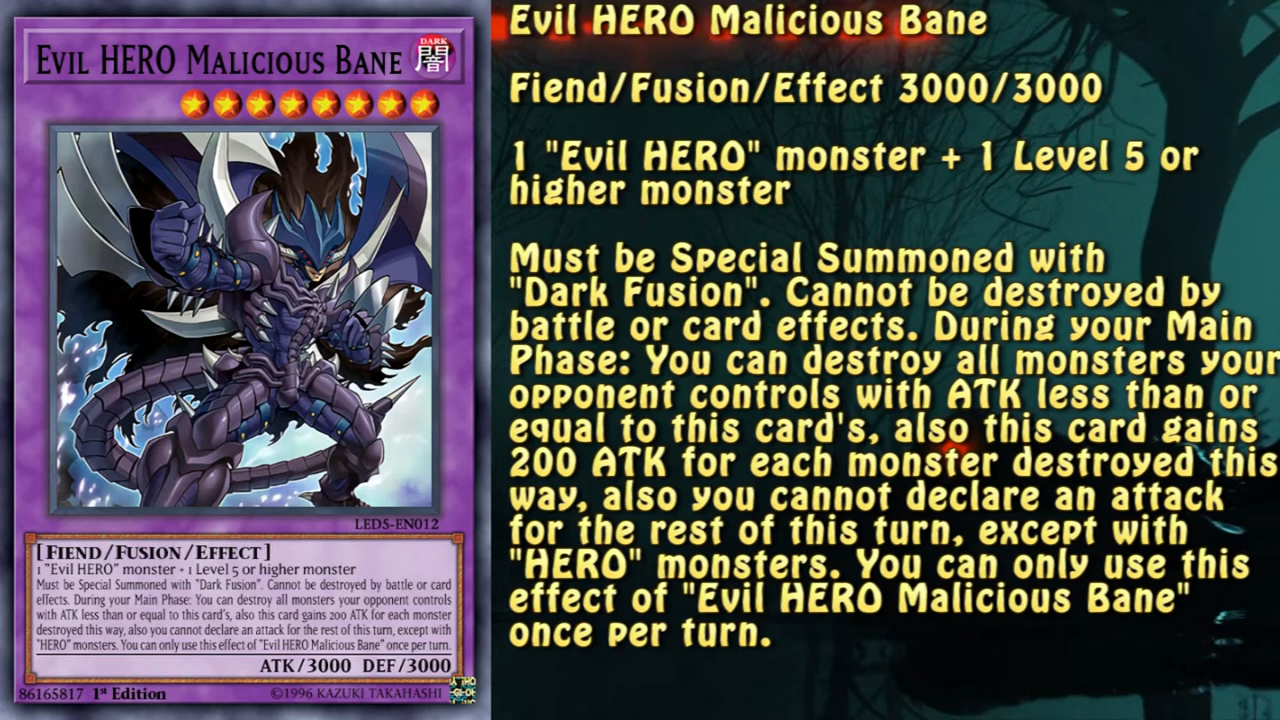 EVIL HERO MALICIOUS BANE
DARK
闇
LED5-EN012
[FIEND/FUSION/EFFECT]
1 "Evil HERO" monster + 1 Level 5 or higher monster
Must be Special Summoned with "Dark Fusion". Cannot be destroyed by battle or card
effects. During your Main Phase: You can destroy all monsters your opponent controls
with ATK less than or equal to this card's, also this card gains 200 ATK for each monster
destroyed this way, also you cannot declare an attack for the rest of this turn, except with
"HERO" monsters. You can only use this effect of "Evil HERO Malicious Bane" once per turn.
ATK/3000 DEF/3000
86165817 1st Edition ©1996 KAZUKI TAKAHASHI
Evil HERO Malicious Bane
Fiend/Fusion/Effect 3000/3000
1 "Evil HERO" monster + 1 Level 5 or
higher monster
Must be Special Summoned with
"Dark Fusion". Cannot be destroyed by
battle or card effects. During your Main
Phase: You can destroy all monsters your
opponent controls with ATK less than or
equal to this card's, also this card gains
200 ATK for each monster destroyed this
way, also you cannot declare an attack
for the rest of this turn, except with
"HERO" monsters. You can only use this
effect of "Evil HERO Malicious Bane"
once per turn.